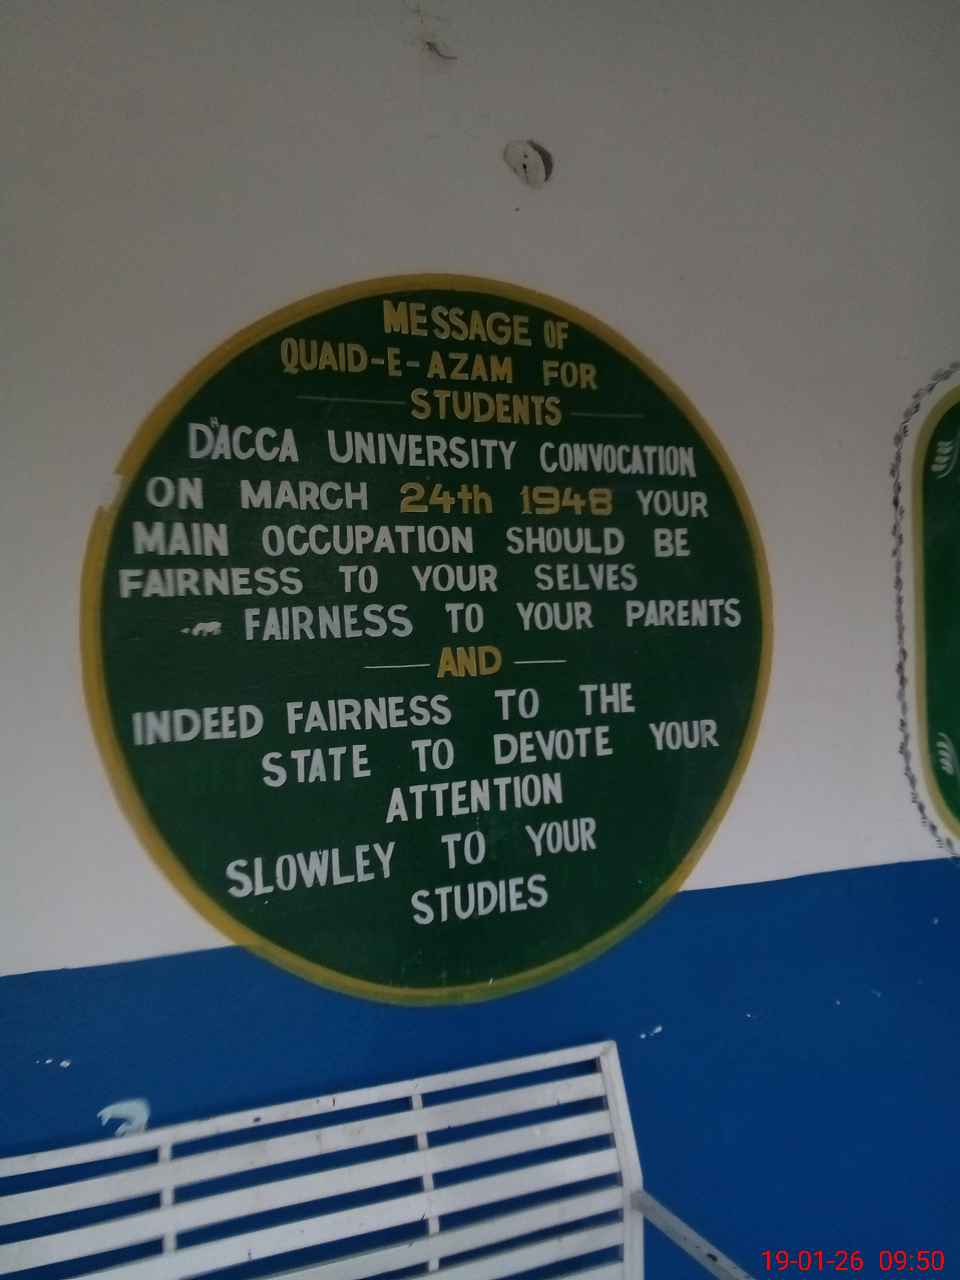 MESSAGE OF
QUAID-E-AZAM FOR
STUDENTS
D"ACCA UNIVERSITY CONVOCATION
ON MARCH 24th 1948 YOUR
MAIN OCCUPATION SHOULD BE
FAIRNESS TO YOUR SELVES
FAIRNESS TO YOUR PARENTS
AND
INDEED FAIRNESS TO THE
STATE TO DEVOTE YOUR
ATTENTION
SLOWLEY TO YOUR
STUDIES
19-01-26 09:50